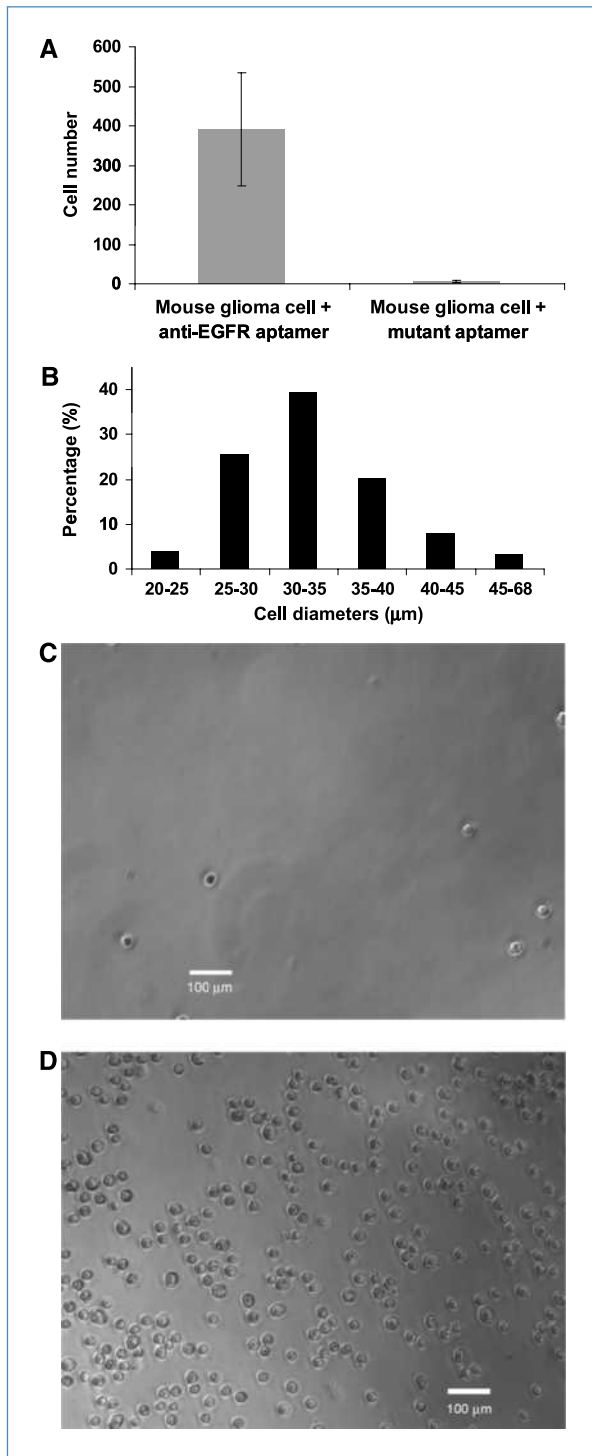 A
600
500
400
300
200
100
0
Cell number
Mouse glioma cell +
anti-EGFR aptamer
Mouse glioma cell +
mutant aptamer
B
40
30
20
10
0
Percentage (%)
20-25 25-30 30-35 35-40 40-45 45-68
Cell diameters (μm)
C
100 μm
D
100 μm